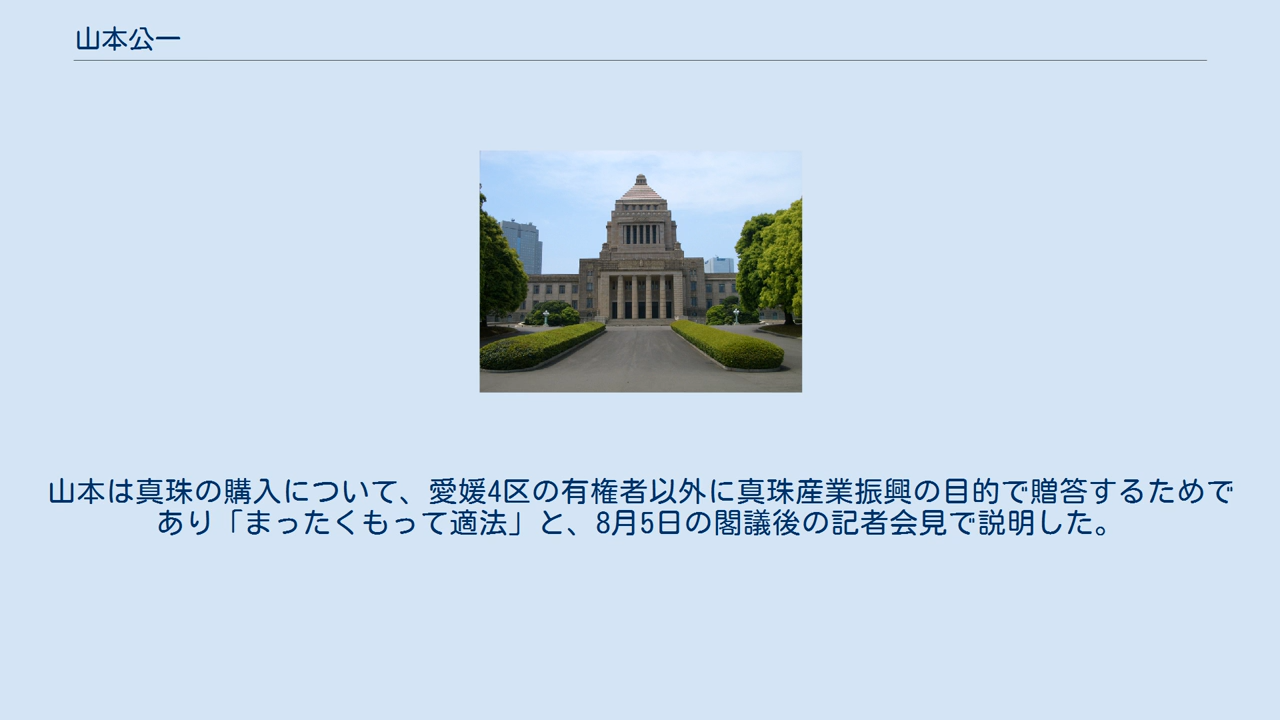 山本公一
山本は真珠の購入について、愛媛4区の有権者以外に真珠産業振興の目的で贈答するためで
あり「まったくもって適法」と、8月5日の閣議後の記者会見で説明した。